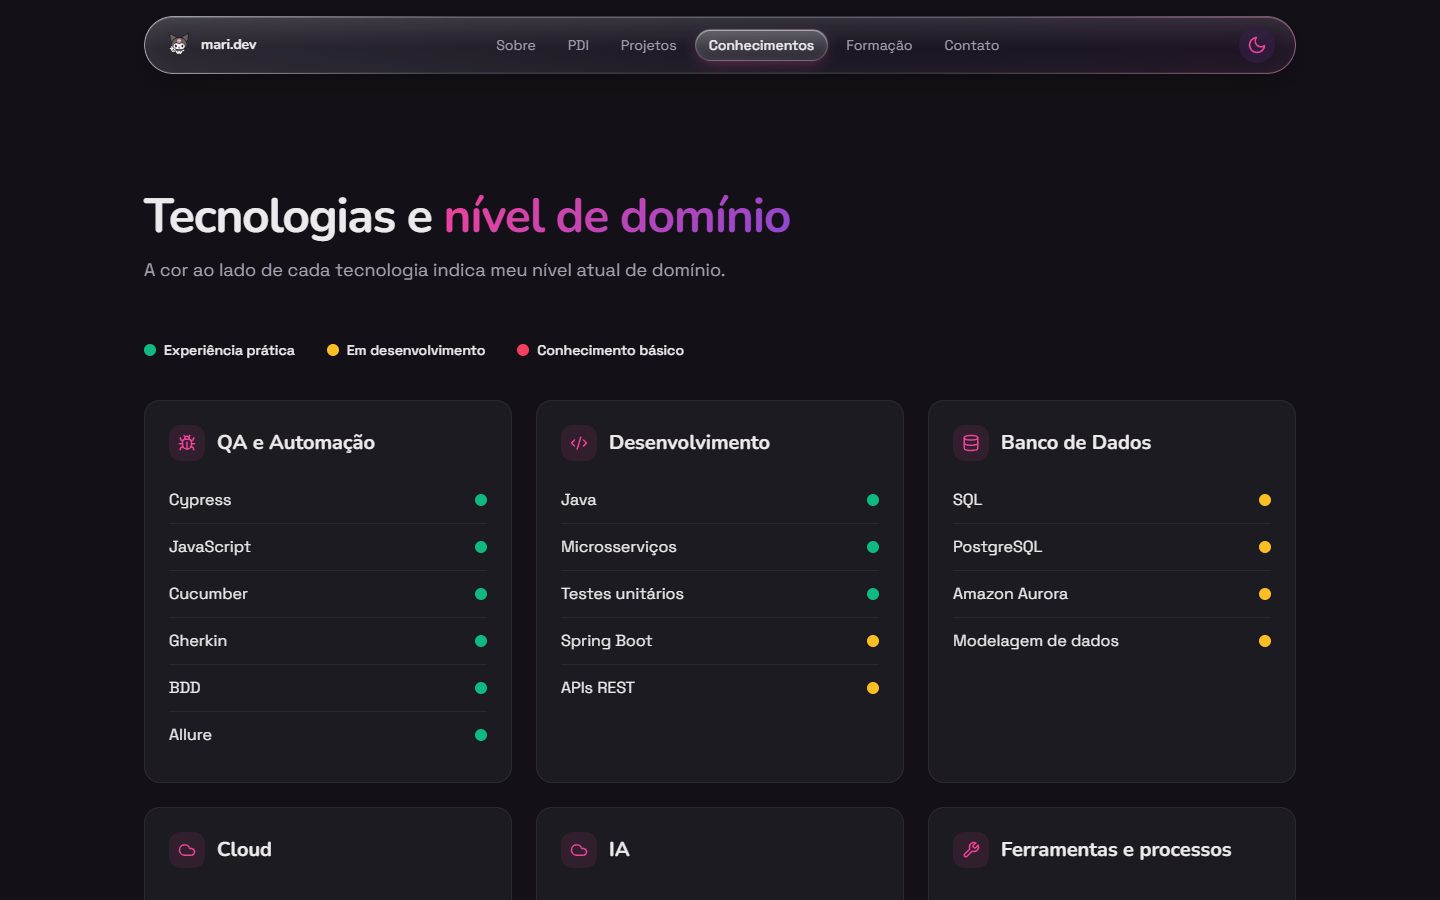 mari.dev
Sobre PDI Projetos Conhecimentos Formação Contato
Tecnologias e nível de domínio
A cor ao lado de cada tecnologia indica meu nível atual de domínio.
Experiência prática Em desenvolvimento Conhecimento básico
QA e Automação
Cypress
JavaScript
Cucumber
Gherkin
BDD
Allure
Desenvolvimento
Java
Microsserviços
Testes unitários
Spring Boot
APIs REST
Banco de Dados
SQL
PostgreSQL
Amazon Aurora
Modelagem de dados
Cloud
IA
Ferramentas e processos